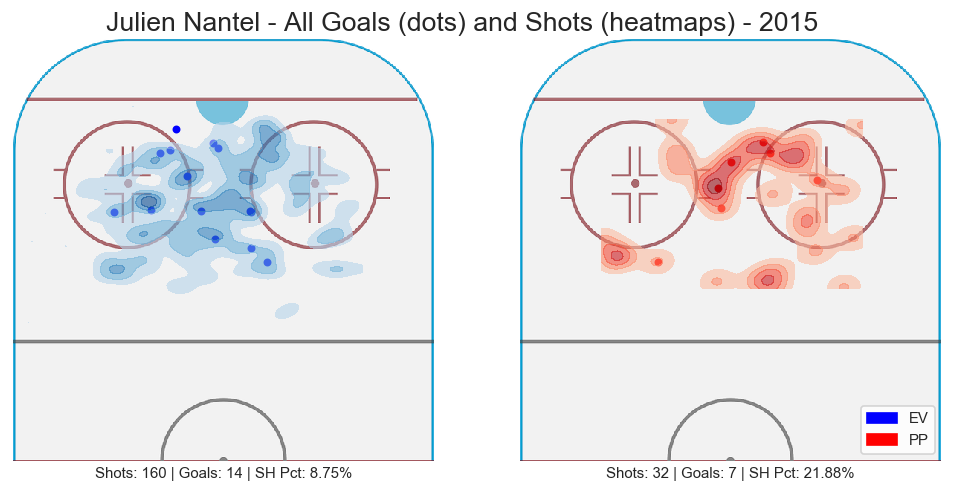 Julien Nantel - All Goals (dots) and Shots (heatmaps) - 2015
EV
PP
Shots: 160 | Goals: 14 | SH Pct: 8.75%
Shots: 32 | Goals: 7 | SH Pct: 21.88%